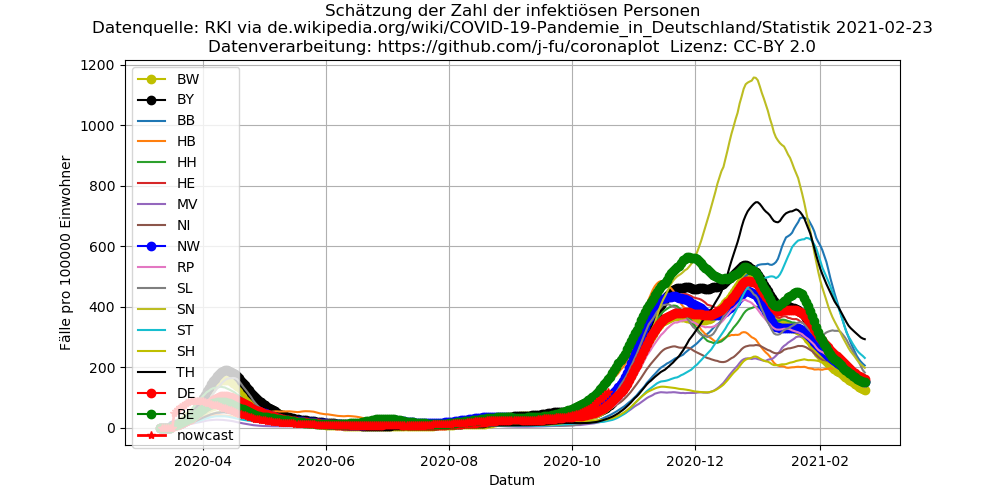 Schätzung der Zahl der infektiösen Personen
Datenquelle: RKI via de.wikipedia.org/wiki/COVID-19-Pandemie_in_Deutschland/Statistik 2021-02-23
Datenverarbeitung: https://github.com/j-fu/coronaplot  Lizenz: CC-BY 2.0
1200
1000
800
600
400
200
0
Fälle pro 100000 Einwohner
BW
BY
BB
HB
HH
HE
MV
NI
NW
RP
SL
SN
ST
SH
TH
DE
BE
nowcast
2020-04
2020-06
2020-08
2020-10
2020-12
2021-02
Datum